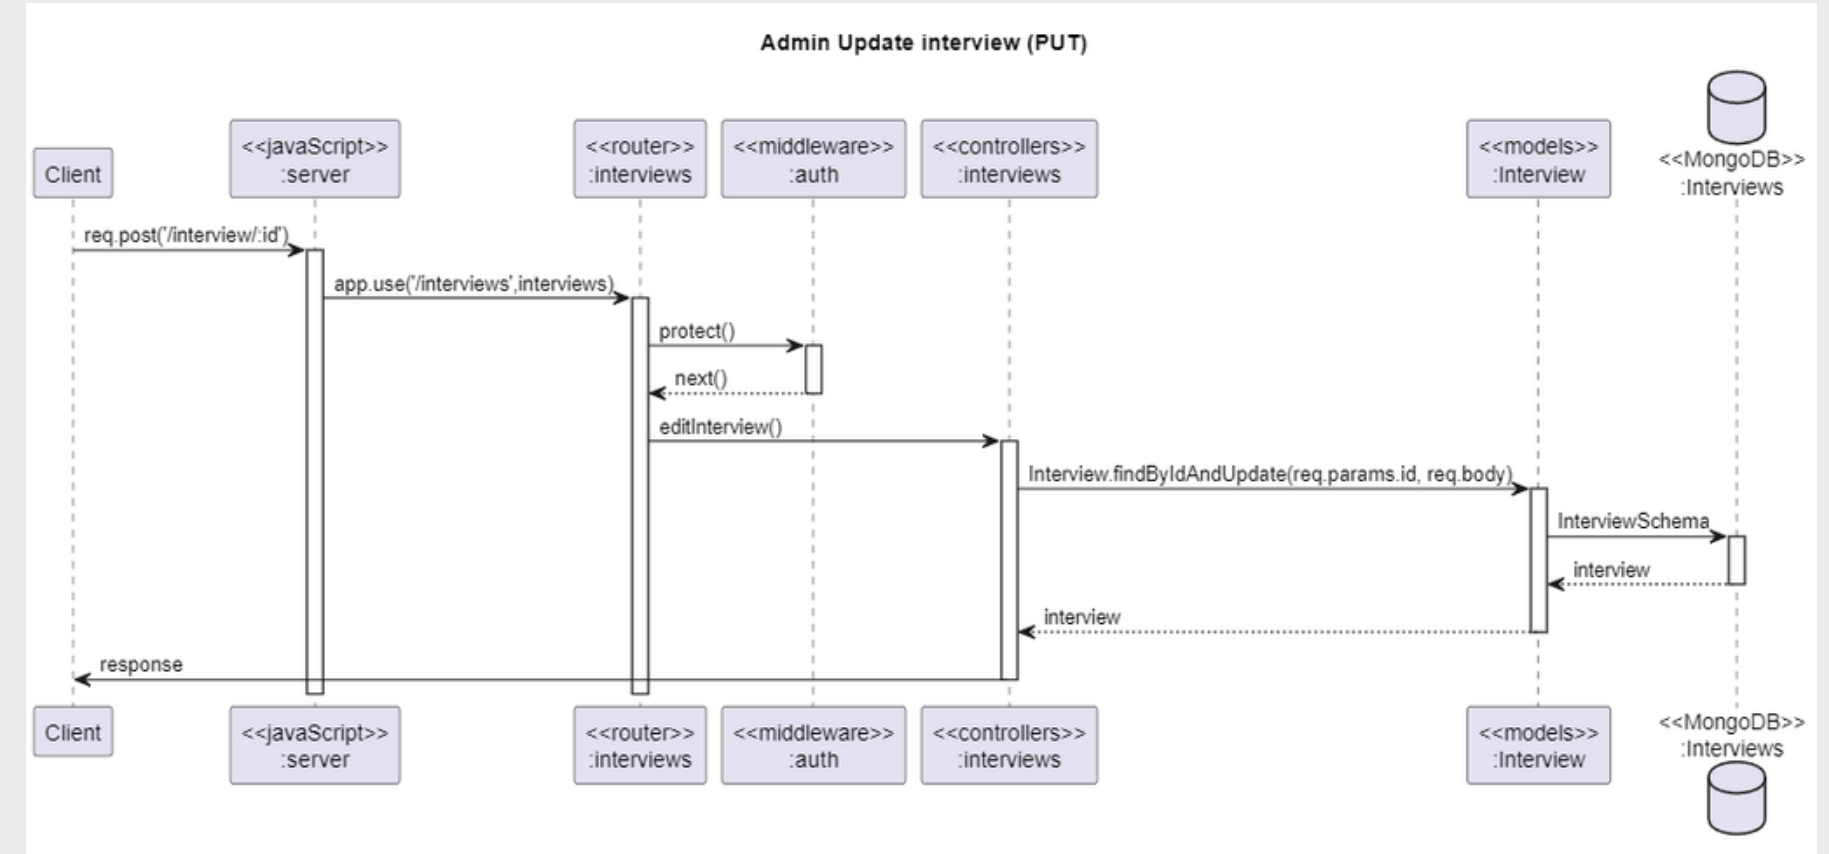 Admin Update interview (PUT)
Client
<<javaScript>>
:server
<<router>>
:interviews
<<middleware>>
:auth
<<controllers>>
:interviews
<<models>>
:Interview
<<MongoDB>>
:Interviews
req.post('/interview/:id')
app.use('/interviews',interviews)
protect()
next()
editInterview()
Interview.findByIdAndUpdate(req.params.id, req.body)
InterviewSchema
interview
interview
response
Client
<<javaScript>>
:server
<<router>>
:interviews
<<middleware>>
:auth
<<controllers>>
:interviews
<<models>>
:Interview
<<MongoDB>>
:Interviews